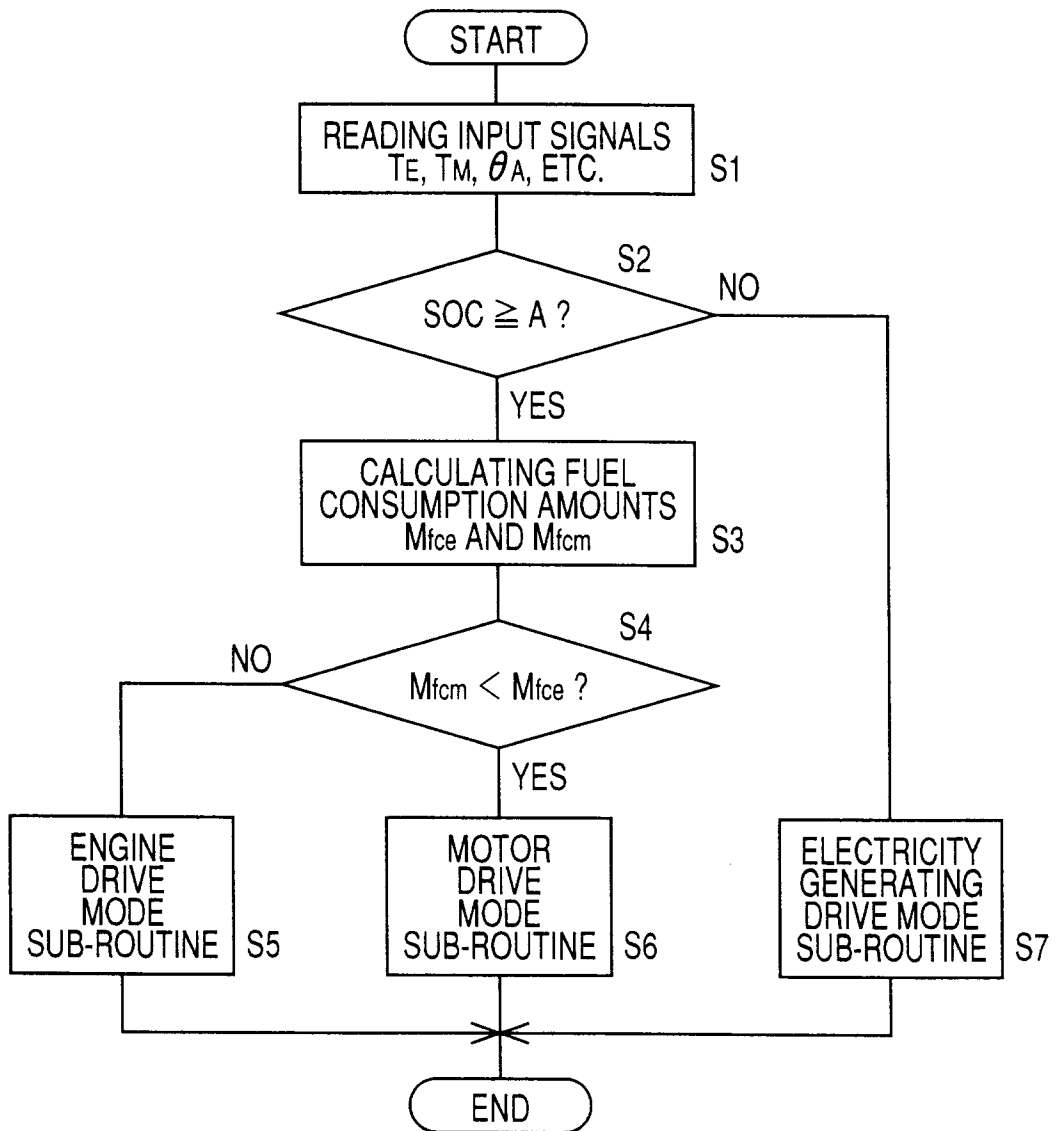 START
READING INPUT SIGNALS
TE, TM, θA, ETC.
S1
S2
SOC ≧ A ?
NO
YES
CALCULATING FUEL
CONSUMPTION AMOUNTS
Mfce AND Mfcm
S3
S4
NO
Mfcm < Mfce ?
YES
ENGINE
DRIVE
MODE
SUB-ROUTINE
S5
MOTOR
DRIVE
MODE
SUB-ROUTINE
S6
ELECTRICITY
GENERATING
DRIVE MODE
SUB-ROUTINE
S7
END